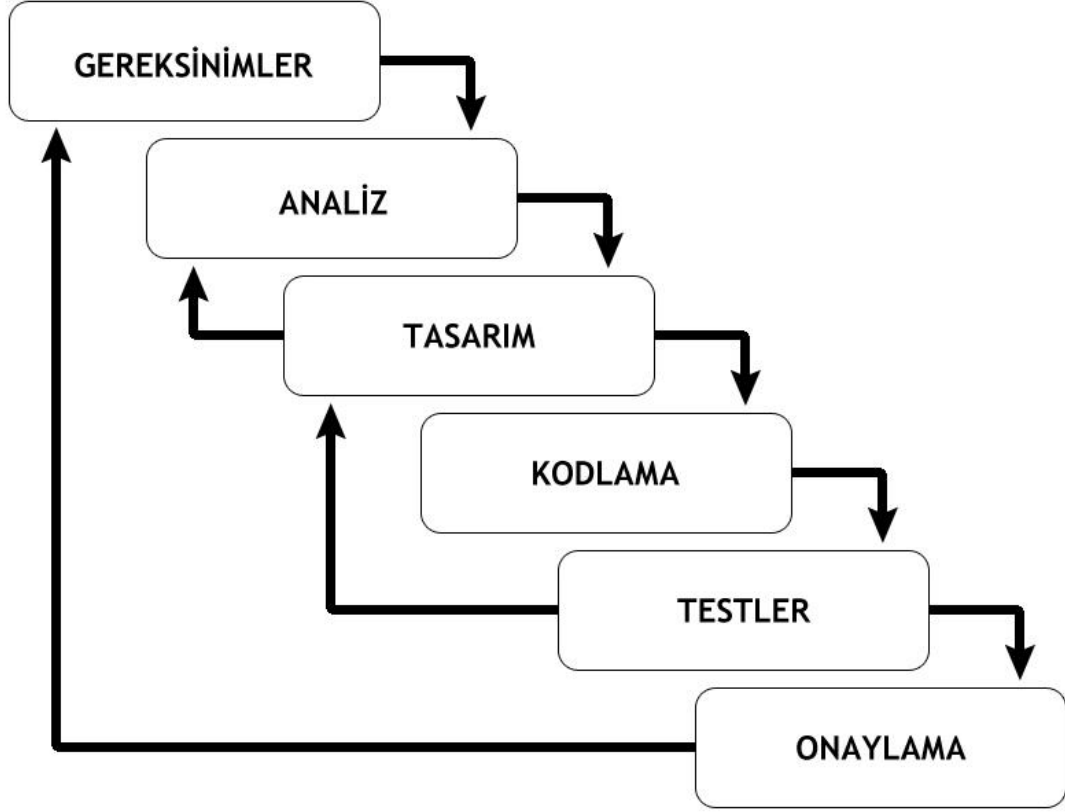 GEREKSİNİMLER
ANALİZ
TASARIM
KODLAMA
TESTLER
ONAYLAMA